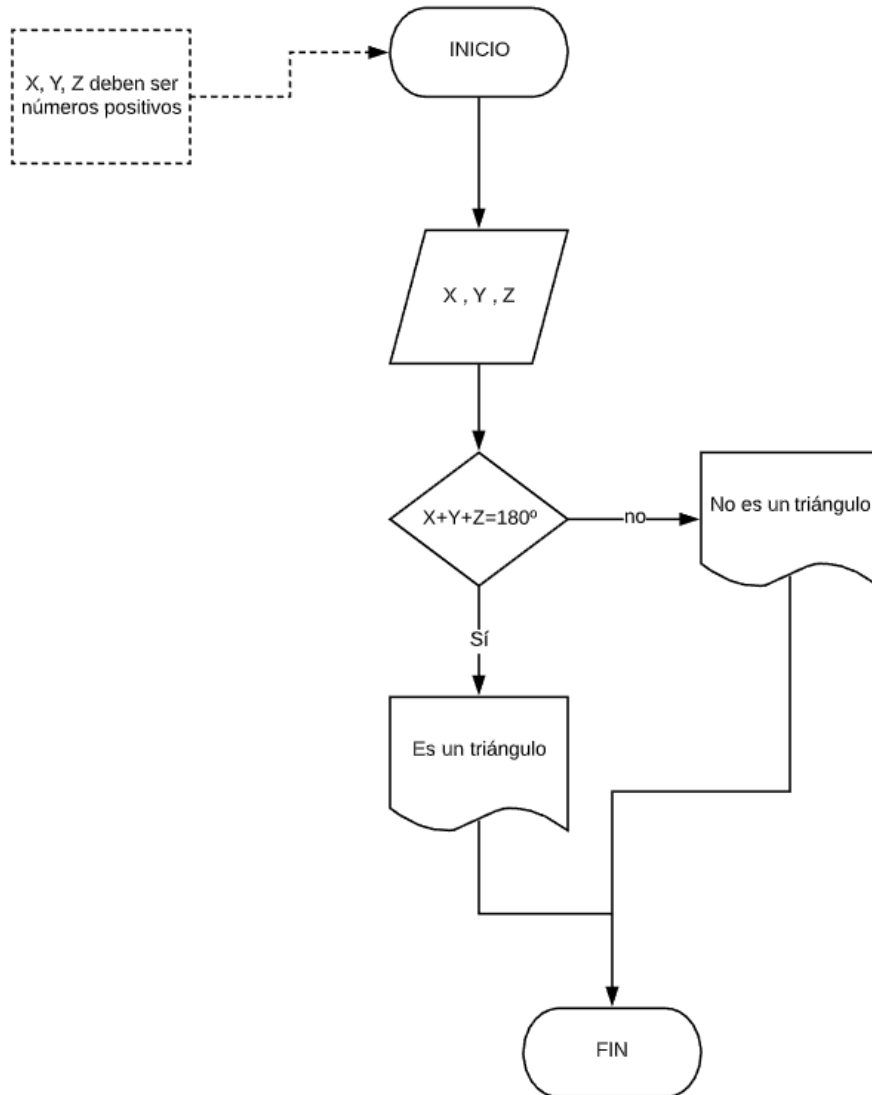 INICIO
X, Y, Z deben ser
números positivos
X , Y , Z
X+Y+Z=180º
no
No es un triángulo
Sí
Es un triángulo
FIN